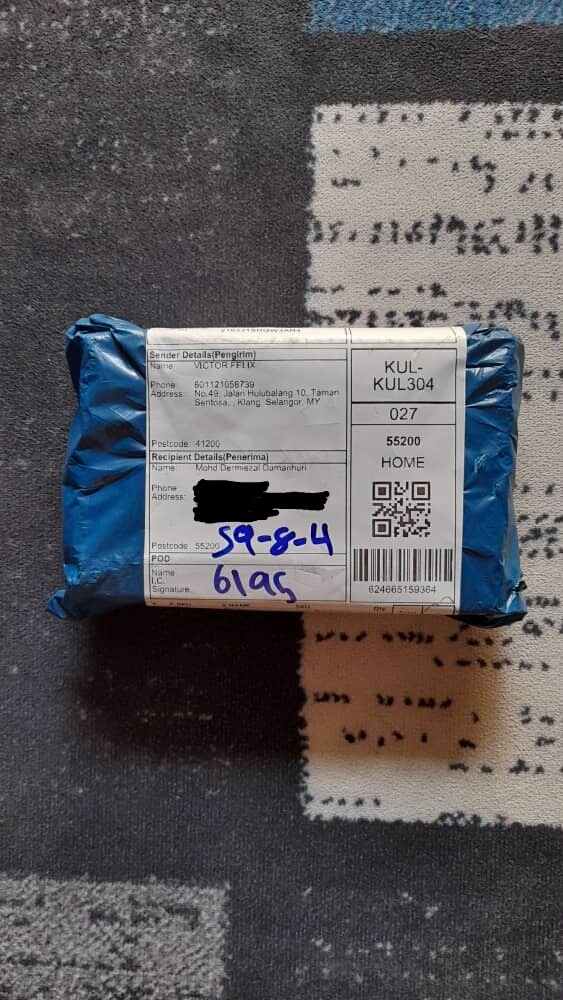 Sender Details(Pengirim)
Name VICTOR FELIX
Phone: 601121056739
Address: No.49, Jalan Hulubalang 10, Taman
Sentosa, , Klang, Selangor, MY
Postcode: 41200
Recipient Details(Penerima)
Name: Mohd Dermiezal Damanhuri
Phone
Address:
Postcode 55200
59-8-4
POD
Name
I.C.
Signature
6195
KUL-
KUL304
027
55200
HOME
624665159364